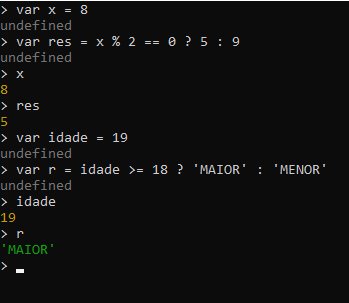 > var x = 8
undefined
> var res = x % 2 == 0 ? 5 : 9
undefined
> x
8
> res
5
> var idade = 19
undefined
> var r = idade >= 18 ? 'MAIOR' : 'MENOR'
undefined
> idade
19
> r
'MAIOR'
>